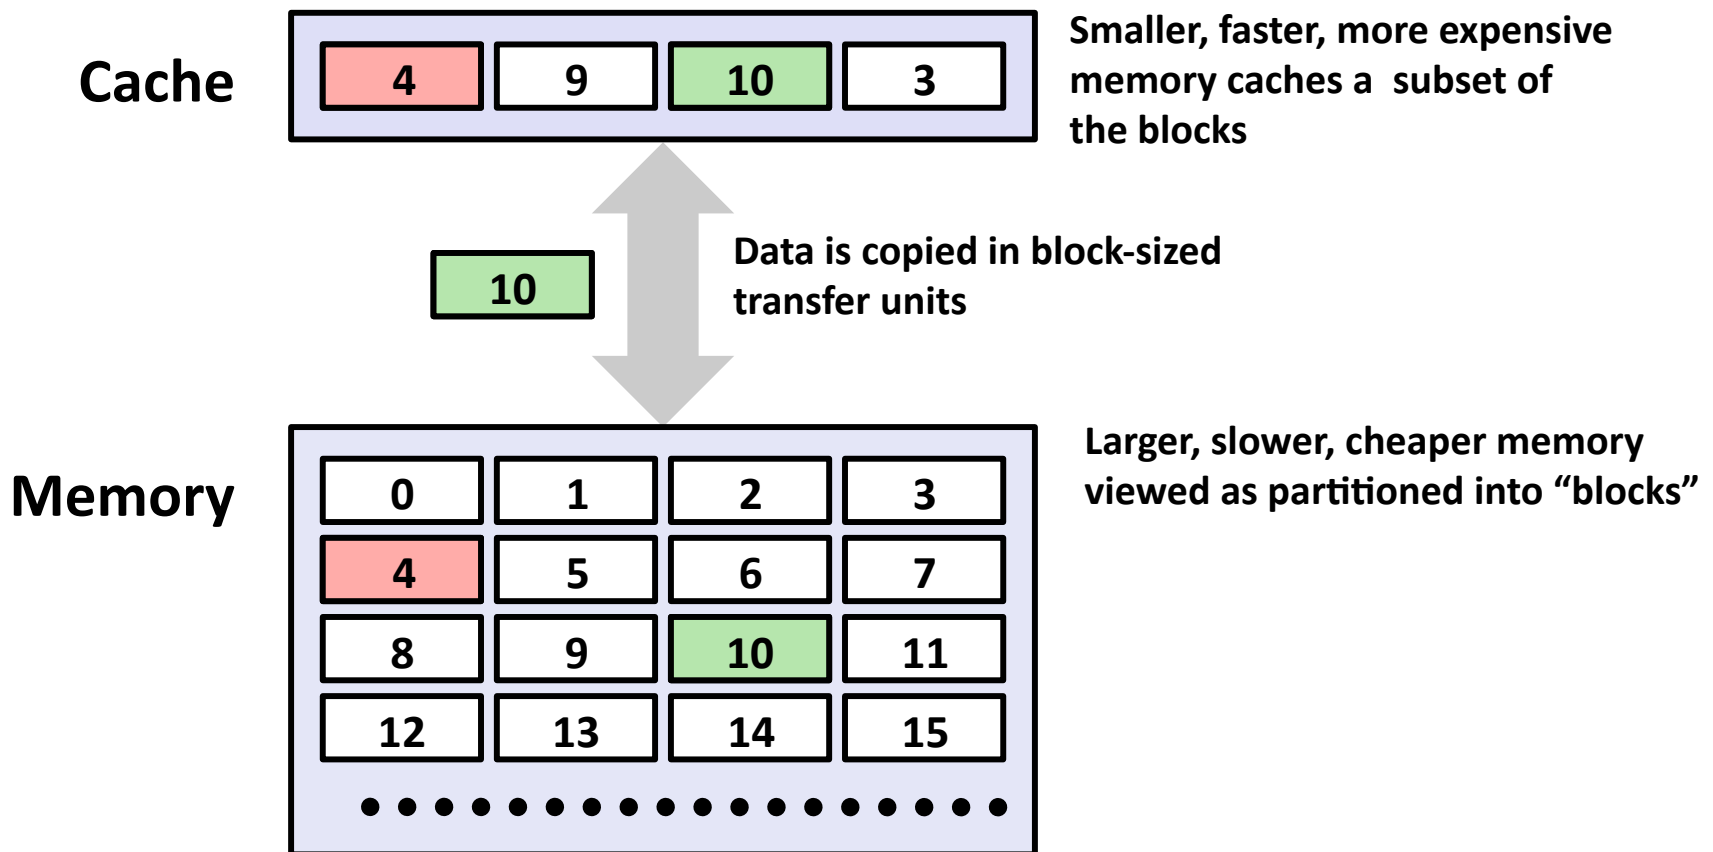 Cache
4 9 10 3
Smaller, faster, more expensive
memory caches a  subset of
the blocks
10
Data is copied in block-sized
transfer units
Memory
0 1 2 3
4 5 6 7
8 9 10 11
12 13 14 15
Larger, slower, cheaper memory
viewed as partitioned into “blocks”